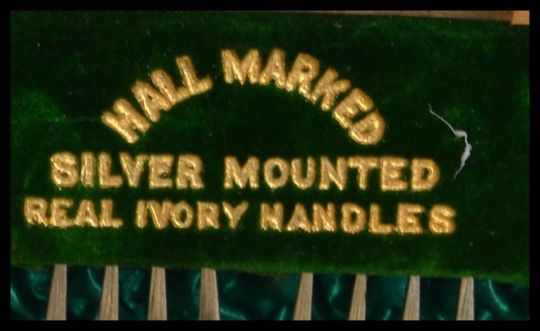 HALL MARKED
SILVER MOUNTED
REAL IVORY HANDLES